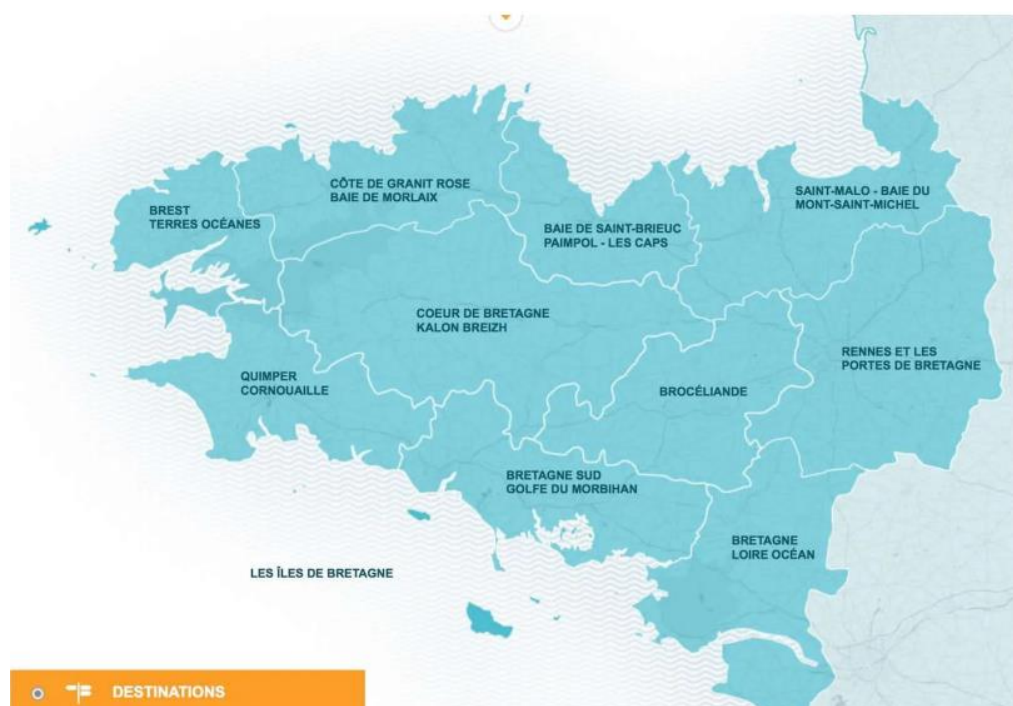 CÔTE DE GRANIT ROSE
BAIE DE MORLAIX
SAINT-MALO - BAIE DU
MONT-SAINT-MICHEL
BREST
TERRES OCÉANES
BAIE DE SAINT-BRIEUC
PAIMPOL - LES CAPS
COEUR DE BRETAGNE
KALON BREIZH
RENNES ET LES
PORTES DE BRETAGNE
QUIMPER
CORNOUAILLE
BROCÉLIANDE
BRETAGNE SUD
GOLFE DU MORBIHAN
BRETAGNE
LOIRE OCÉAN
LES ÎLES DE BRETAGNE
DESTINATIONS